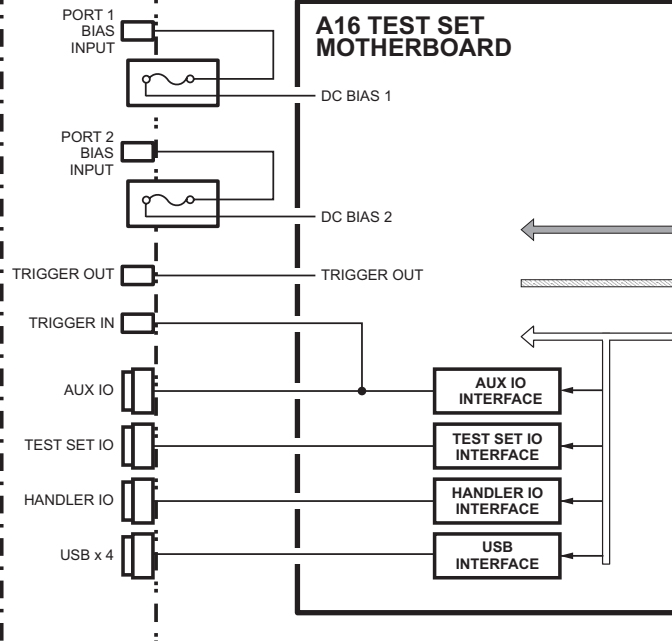 PORT 1
BIAS
INPUT
A16 TEST SET
MOTHERBOARD
DC BIAS 1
PORT 2
BIAS
INPUT
DC BIAS 2
TRIGGER OUT
TRIGGER OUT
TRIGGER IN
AUX IO
AUX IO
INTERFACE
TEST SET IO
TEST SET IO
INTERFACE
HANDLER IO
HANDLER IO
INTERFACE
USB x 4
USB
INTERFACE